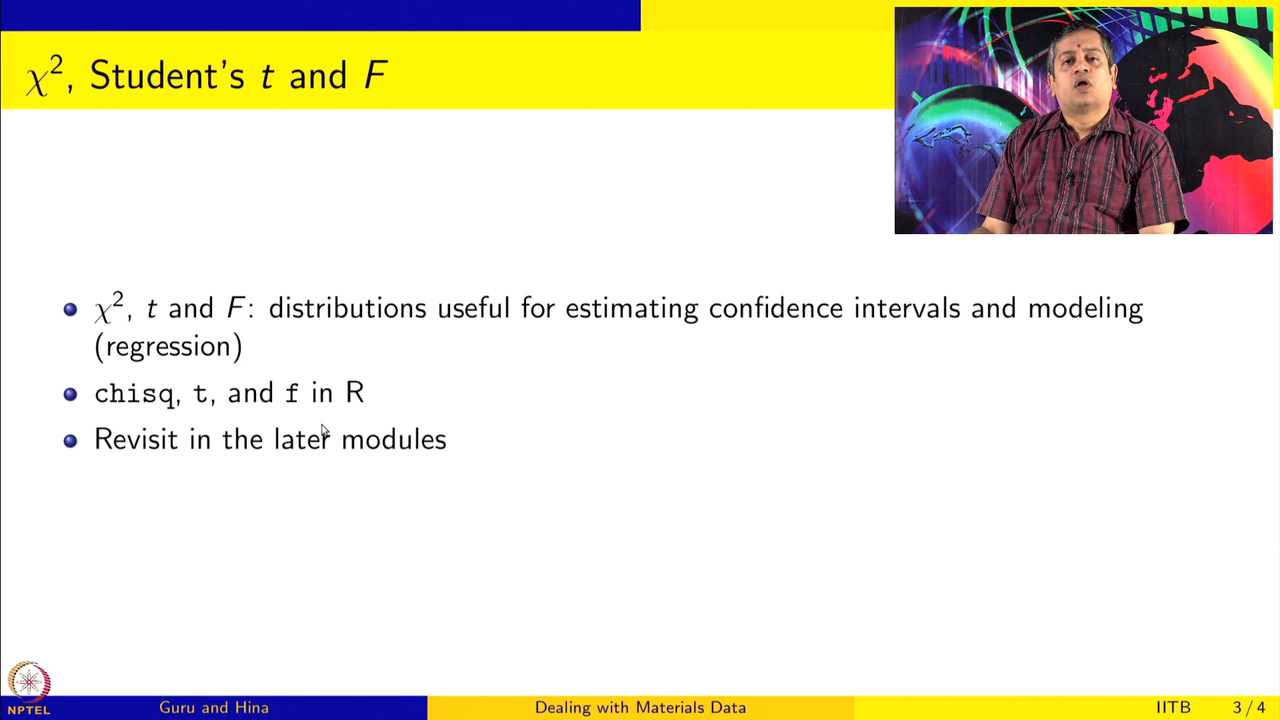 χ², Student's t and F
χ², t and F: distributions useful for estimating confidence intervals and modeling
(regression)
chisq, t, and f in R
Revisit in the later modules
NPTEL
Guru and Hina
Dealing with Materials Data
IITB
3 / 4